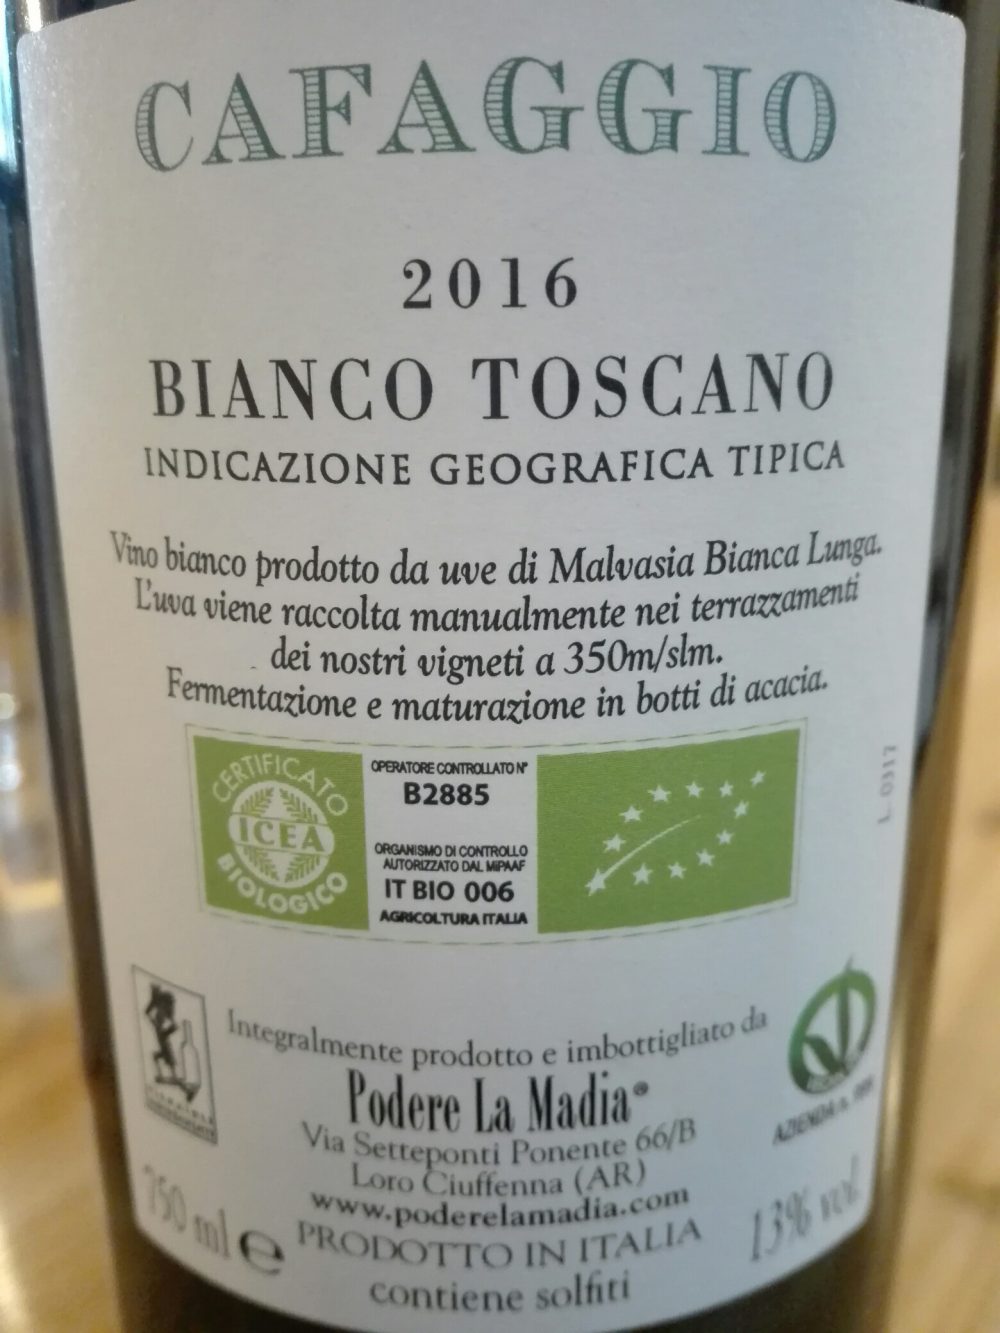 CAFAGGIO
2016
BIANCO TOSCANO
INDICAZIONE GEOGRAFICA TIPICA
Vino bianco prodotto da uve di Malvasia Bianca Lunga.
L'uva viene raccolta manualmente nei terrazzamenti
dei nostri vigneti a 350m/slm.
Fermentazione e maturazione in botti di acacia.
CERTIFICATO
ICEA
BIOLOGICO
OPERATORE CONTROLLATO N°
B2885
ORGANISMO DI CONTROLLO
AUTORIZZATO DAL MIPAAF
IT BIO 006
AGRICOLTURA ITALIA
L. 0317
Integralmente prodotto e imbottigliato da
Podere La Madia®
Via Setteponti Ponente 66/B
Loro Ciuffenna (AR)
www.poderelamadia.com
PRODOTTO IN ITALIA
contiene solfiti
AZIENDA n.
750 ml e
13% vol.